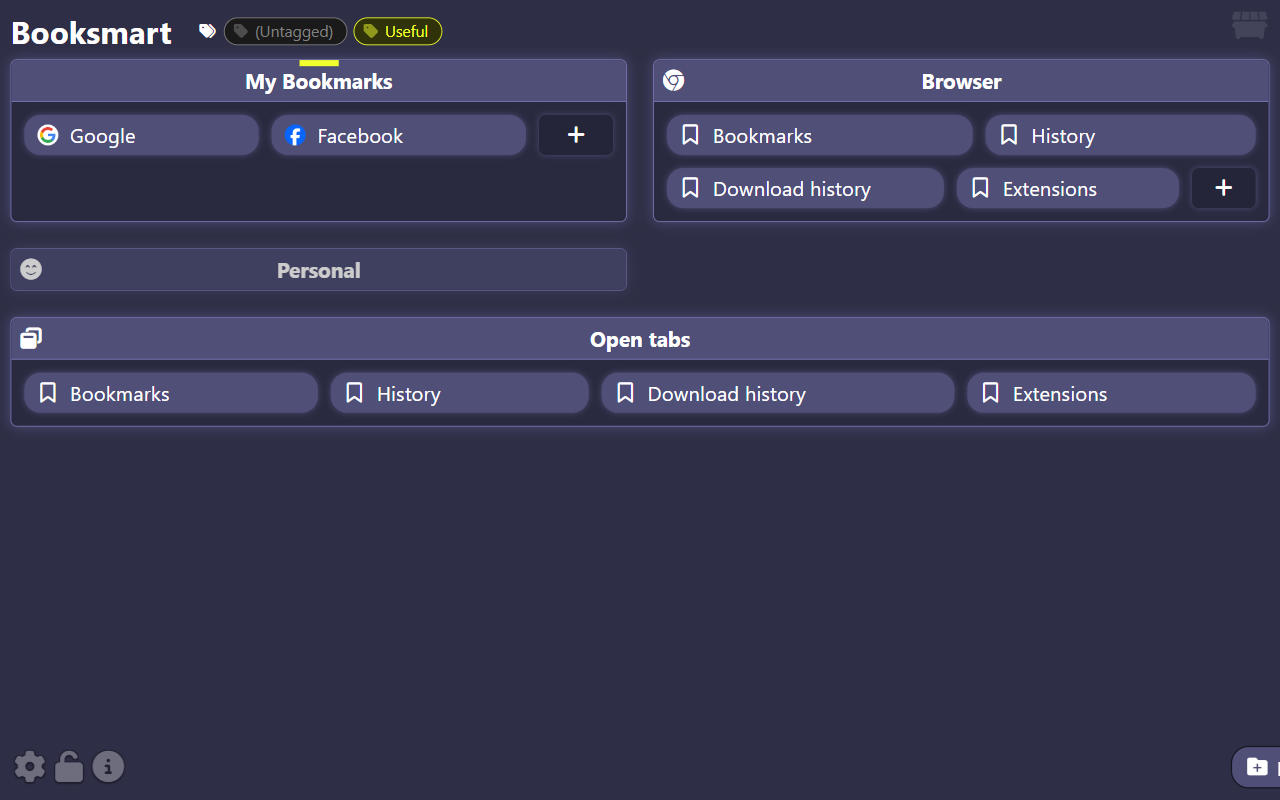 Booksmart (Untagged) Useful
My Bookmarks
Google Facebook +
Browser
Bookmarks History
Download history Extensions +
Personal
Open tabs
Bookmarks History Download history Extensions